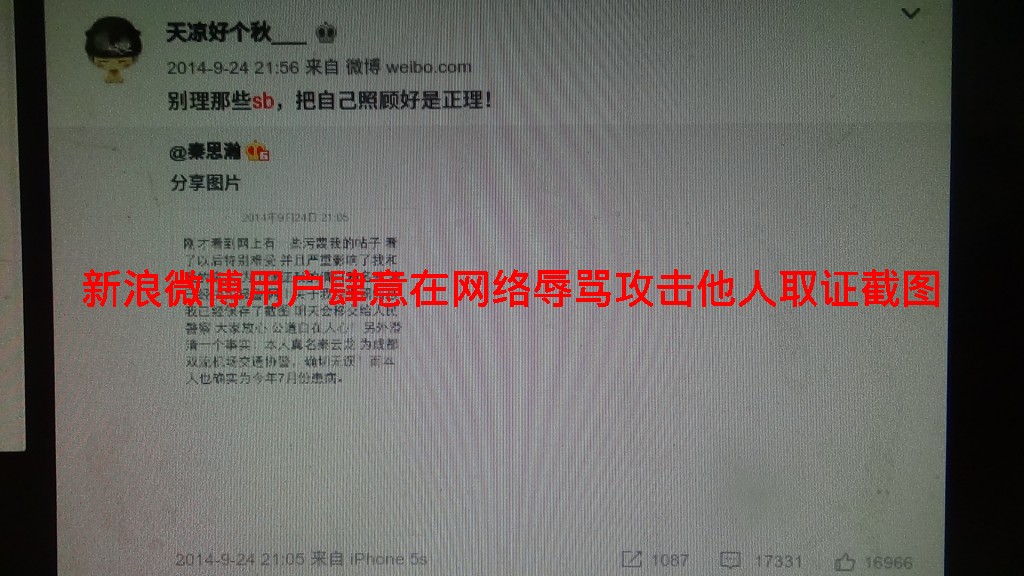 天凉好个秋___
2014-9-24 21:56 来自 微博 weibo.com
别理那些sb，把自己照顾好是正理！
@秦思瀚
分享图片
2014年9月24日 21:05
刚才看到网上有一些污蔑我的帖子 看
了以后特别难受 并且严重影响了我和
新浪微博用户肆意在网络辱骂攻击他人取证截图
我已经保存了截图 明天会移交给人民
警察 大家放心 公道自在人心！另外澄
清一个事实：本人真名秦云龙 为成都
双流机场交通协警，确切无误！而本
人也确实为今年7月份患病。
2014-9-24 21:05 来自 iPhone 5s
1087
17331
16966